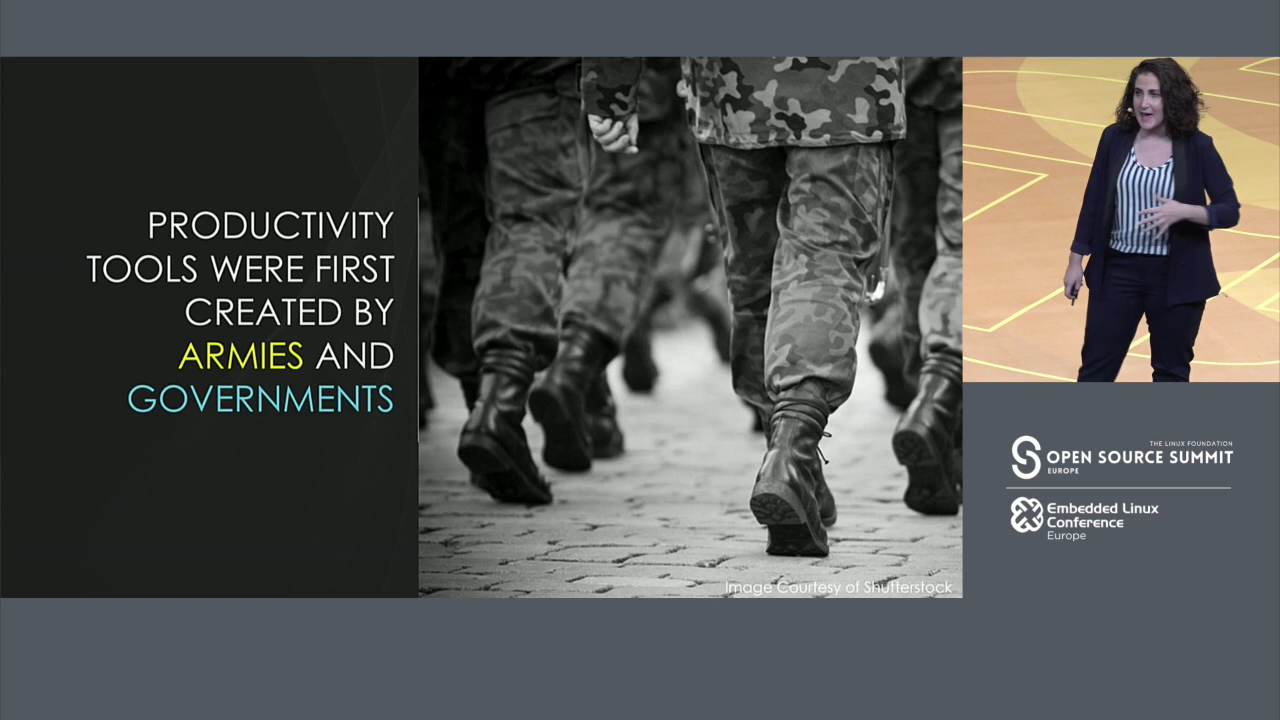 PRODUCTIVITY
TOOLS WERE FIRST
CREATED BY
ARMIES AND
GOVERNMENTS
Image Courtesy of Shutterstock
THE LINUX FOUNDATION
OPEN SOURCE SUMMIT
EUROPE
Embedded Linux
Conference
Europe